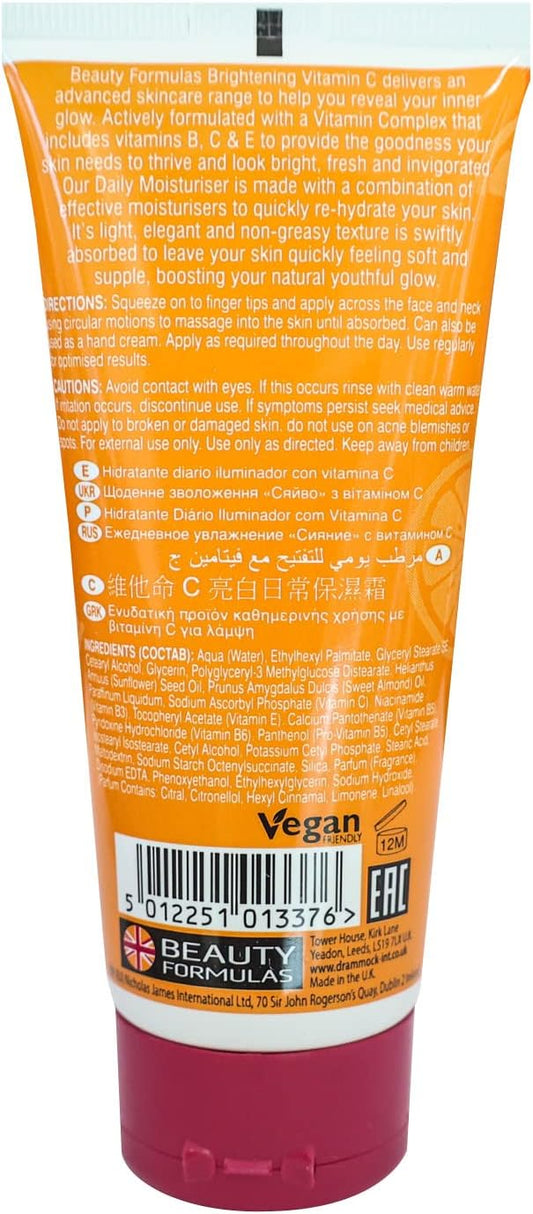 Beauty Formulas Brightening Vitamin C delivers an
advanced skincare range to help you reveal your inner
glow. Actively formulated with a Vitamin Complex that
includes vitamins B, C & E to provide the goodness your
skin needs to thrive and look bright, fresh and invigorated.
Our Daily Moisturiser is made with a combination of
effective moisturisers to quickly re-hydrate your skin.
It's light, elegant and non-greasy texture is swiftly
absorbed to leave your skin quickly feeling soft and
supple, boosting your natural youthful glow.
DIRECTIONS: Squeeze on to finger tips and apply across the face and neck
using circular motions to massage into the skin until absorbed. Can also be
used as a hand cream. Apply as required throughout the day. Use regularly
for optimised results.
CAUTIONS: Avoid contact with eyes. If this occurs rinse with clean warm water
If irritation occurs, discontinue use. If symptoms persist seek medical advice.
Do not apply to broken or damaged skin. do not use on acne blemishes or
spots. For external use only. Use only as directed. Keep away from children.
E Hidratante diario iluminador con vitamina C
UKR Щоденне зволоження «Сяйво» з вітаміном C
P Hidratante Diário Iluminador com Vitamina C
RUS Ежедневное увлажнение «Сияние» с витамином C
A مرطب يومي للتفتيح مع فيتامين ج
C 維他命 C 亮白日常保濕霜
GRK Ενυδατική προϊόν καθημερινής χρήσης με
βιταμίνη C για λάμψη
INGREDIENTS (СОСТАВ): Aqua (Water), Ethylhexyl Palmitate, Glyceryl Stearate SE,
Cetearyl Alcohol, Glycerin, Polyglyceryl-3 Methylglucose Distearate, Helianthus
Annuus (Sunflower) Seed Oil, Prunus Amygdalus Dulcis (Sweet Almond) Oil,
Paraffinum Liquidum, Sodium Ascorbyl Phosphate (Vitamin C), Niacinamide
(Vitamin B3), Tocopheryl Acetate (Vitamin E), Calcium Pantothenate (Vitamin B5),
Pyridoxine Hydrochloride (Vitamin B6), Panthenol (Pro-Vitamin B5), Cetyl Stearate,
Isostearyl Isostearate, Cetyl Alcohol, Potassium Cetyl Phosphate, Stearic Acid,
Maltodextrin, Sodium Starch Octenylsuccinate, Silica, Parfum (Fragrance),
Disodium EDTA, Phenoxyethanol, Ethylhexylglycerin, Sodium Hydroxide,
(Parfum Contains: Citral, Citronellol, Hexyl Cinnamal, Limonene, Linalool)
Vegan
FRIENDLY
12M
5 012251 013376 >
EAC
BEAUTY
FORMULAS
Tower House, Kirk Lane
Yeadon, Leeds, LS19 7LX U.K.
www.drammock-int.co.uk
Made in the U.K.
Nicholas James International Ltd, 70 Sir John Rogerson's Quay, Dublin 2